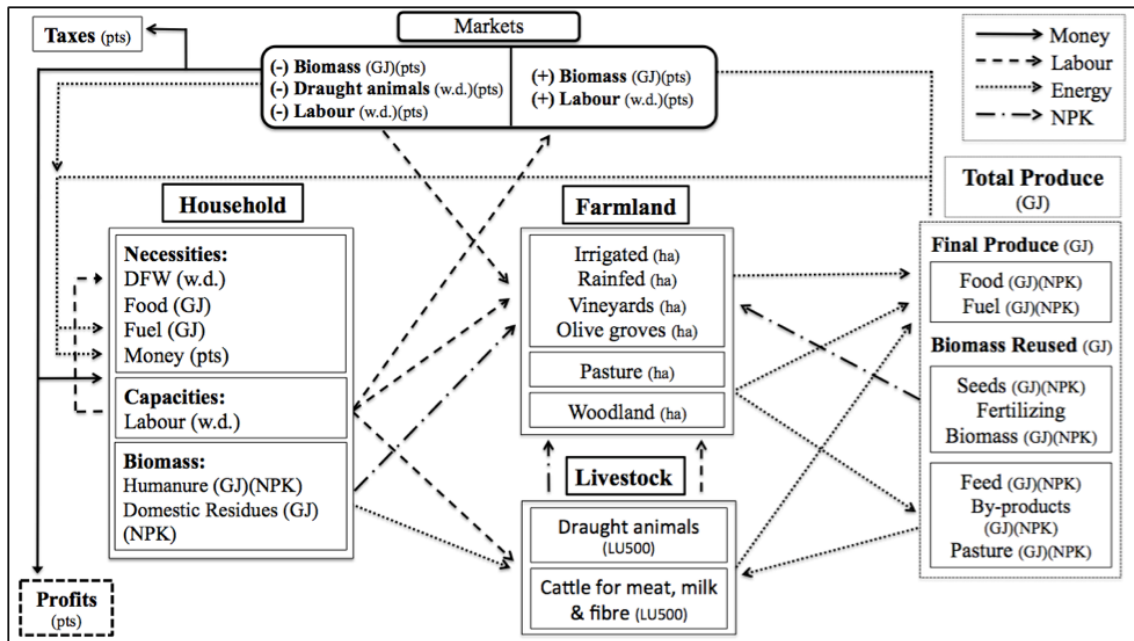 Taxes (pts)
Markets
(-) Biomass (GJ)(pts)
(-) Draught animals (w.d.)(pts)
(-) Labour (w.d.)(pts)
(+) Biomass (GJ)(pts)
(+) Labour (w.d.)(pts)
Money
Labour
Energy
NPK
Household
Necessities:
DFW (w.d.)
Food (GJ)
Fuel (GJ)
Money (pts)
Capacities:
Labour (w.d.)
Biomass:
Humanure (GJ)(NPK)
Domestic Residues (GJ)
(NPK)
Profits
(pts)
Farmland
Irrigated (ha)
Rainfed (ha)
Vineyards (ha)
Olive groves (ha)
Pasture (ha)
Woodland (ha)
Livestock
Draught animals
(LU500)
Cattle for meat, milk
& fibre (LU500)
Total Produce
(GJ)
Final Produce (GJ)
Food (GJ)(NPK)
Fuel (GJ)(NPK)
Biomass Reused (GJ)
Seeds (GJ)(NPK)
Fertilizing
Biomass (GJ)(NPK)
Feed (GJ)(NPK)
By-products
(GJ)(NPK)
Pasture (GJ)(NPK)